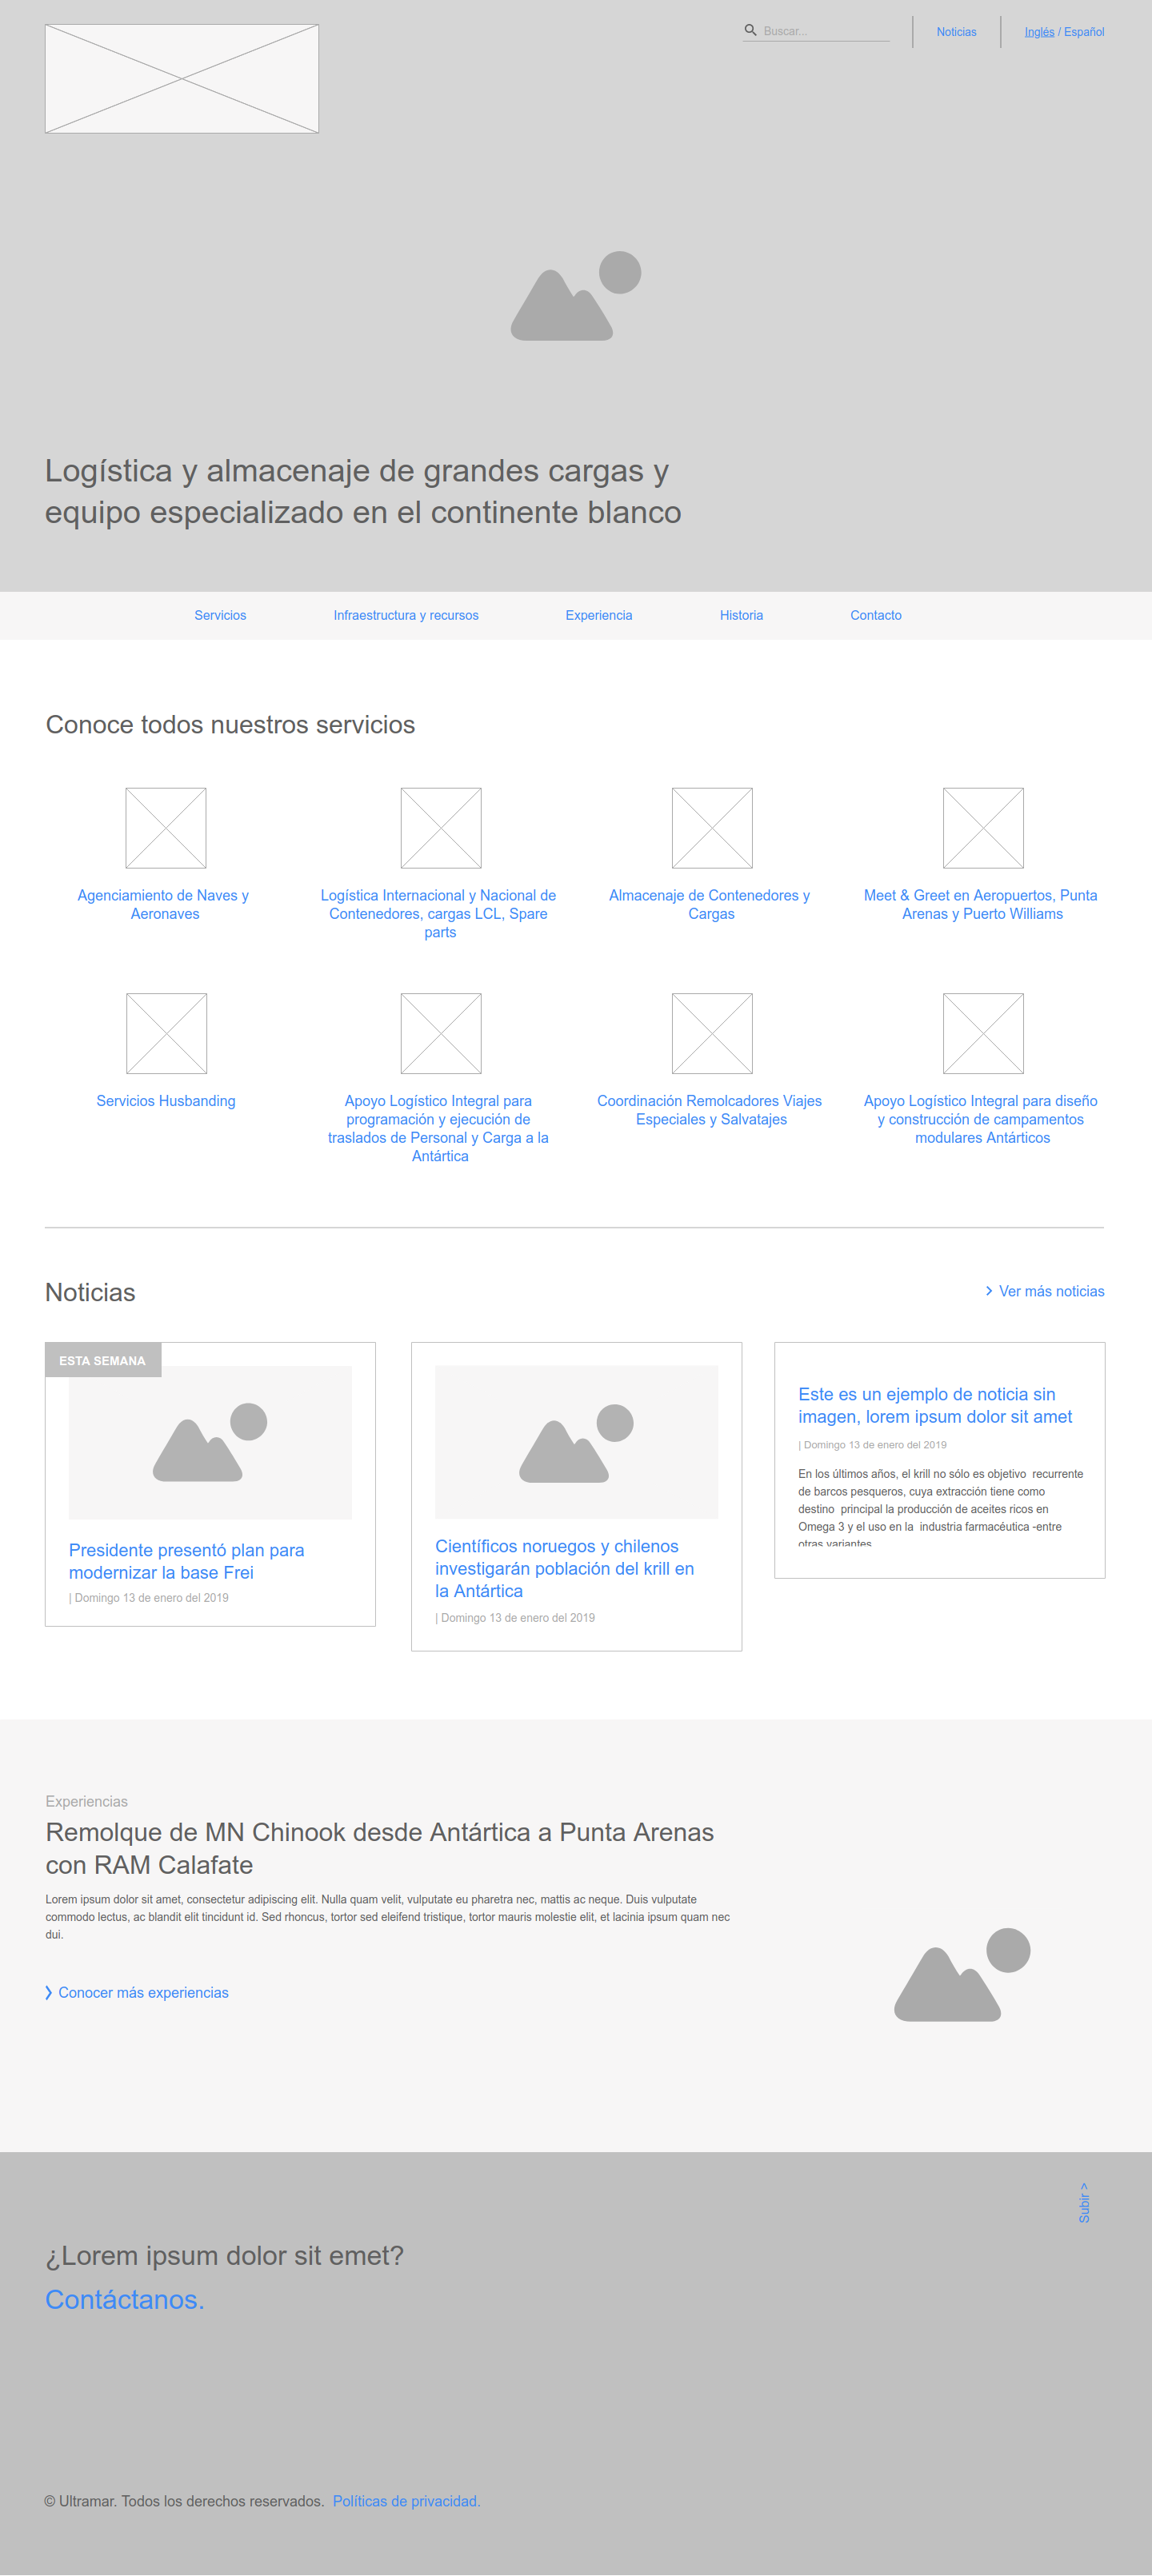 Buscar...
Noticias
Inglés / Español
Logística y almacenaje de grandes cargas y
equipo especializado en el continente blanco
Servicios
Infraestructura y recursos
Experiencia
Historia
Contacto
Conoce todos nuestros servicios
Agenciamiento de Naves y
Aeronaves
Logística Internacional y Nacional de
Contenedores, cargas LCL, Spare
parts
Almacenaje de Contenedores y
Cargas
Meet & Greet en Aeropuertos, Punta
Arenas y Puerto Williams
Servicios Husbanding
Apoyo Logístico Integral para
programación y ejecución de
traslados de Personal y Carga a la
Antártica
Coordinación Remolcadores Viajes
Especiales y Salvatajes
Apoyo Logístico Integral para diseño
y construcción de campamentos
modulares Antárticos
Noticias
Ver más noticias
ESTA SEMANA
Presidente presentó plan para
modernizar la base Frei
| Domingo 13 de enero del 2019
Científicos noruegos y chilenos
investigarán población del krill en
la Antártica
| Domingo 13 de enero del 2019
Este es un ejemplo de noticia sin
imagen, lorem ipsum dolor sit amet
| Domingo 13 de enero del 2019
En los últimos años, el krill no sólo es objetivo recurrente
de barcos pesqueros, cuya extracción tiene como
destino principal la producción de aceites ricos en
Omega 3 y el uso en la industria farmacéutica -entre
otras variantes
Experiencias
Remolque de MN Chinook desde Antártica a Punta Arenas
con RAM Calafate
Lorem ipsum dolor sit amet, consectetur adipiscing elit. Nulla quam velit, vulputate eu pharetra nec, mattis ac neque. Duis vulputate
commodo lectus, ac blandit elit tincidunt id. Sed rhoncus, tortor sed eleifend tristique, tortor mauris molestie elit, et lacinia ipsum quam nec
dui.
Conocer más experiencias
Subir >
¿Lorem ipsum dolor sit emet?
Contáctanos.
© Ultramar. Todos los derechos reservados. Políticas de privacidad.